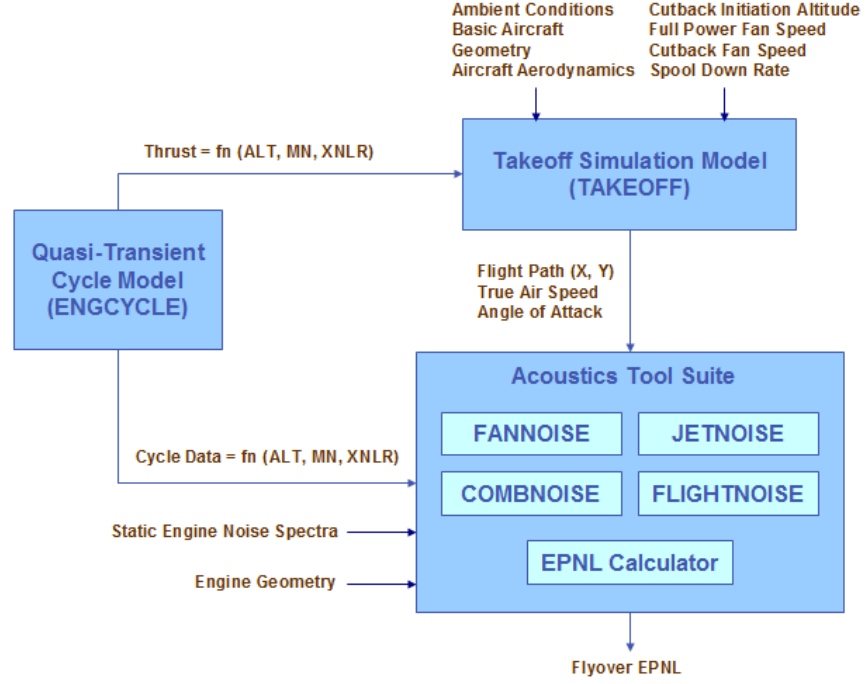 Ambient Conditions
Basic Aircraft
Geometry
Aircraft Aerodynamics
Cutback Initiation Altitude
Full Power Fan Speed
Cutback Fan Speed
Spool Down Rate
Thrust = fn (ALT, MN, XNLR)
Takeoff Simulation Model
(TAKEOFF)
Quasi-Transient
Cycle Model
(ENGCYCLE)
Flight Path (X, Y)
True Air Speed
Angle of Attack
Acoustics Tool Suite
FANNOISE
JETNOISE
Cycle Data = fn (ALT, MN, XNLR)
COMBNOISE
FLIGHTNOISE
Static Engine Noise Spectra
EPNL Calculator
Engine Geometry
Flyover EPNL